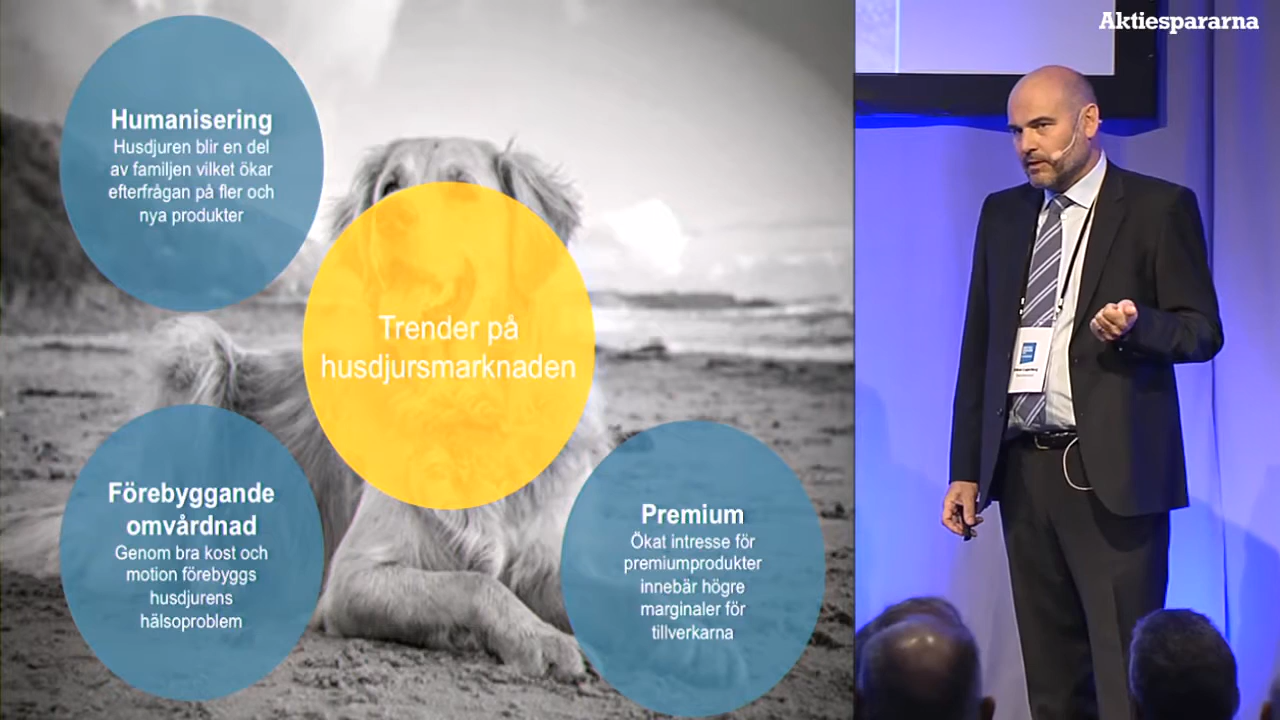 Aktiespararna
Humanisering
Husdjuren blir en del
av familjen vilket ökar
efterfrågan på fler och
nya produkter
Trender på
husdjursmarknaden
Förebyggande
omvårdnad
Genom bra kost och
motion förebyggs
husdjurens
hälsoproblem
Premium
Ökat intresse för
premiumprodukter
innebär högre
marginaler för
tillverkarna